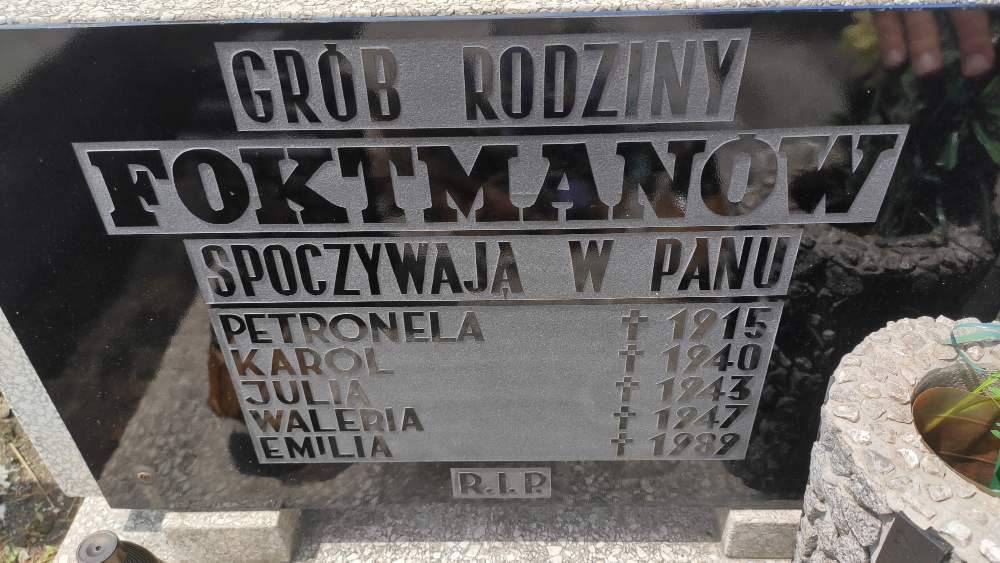 GRÓB RODZINY
FOKTMANÓW
SPOCZYWAJĄ W PANU
PETRONELA † 1915
KAROL † 1940
JULIA † 1943
WALERIA † 1947
EMILIA † 1989
R.I.P.